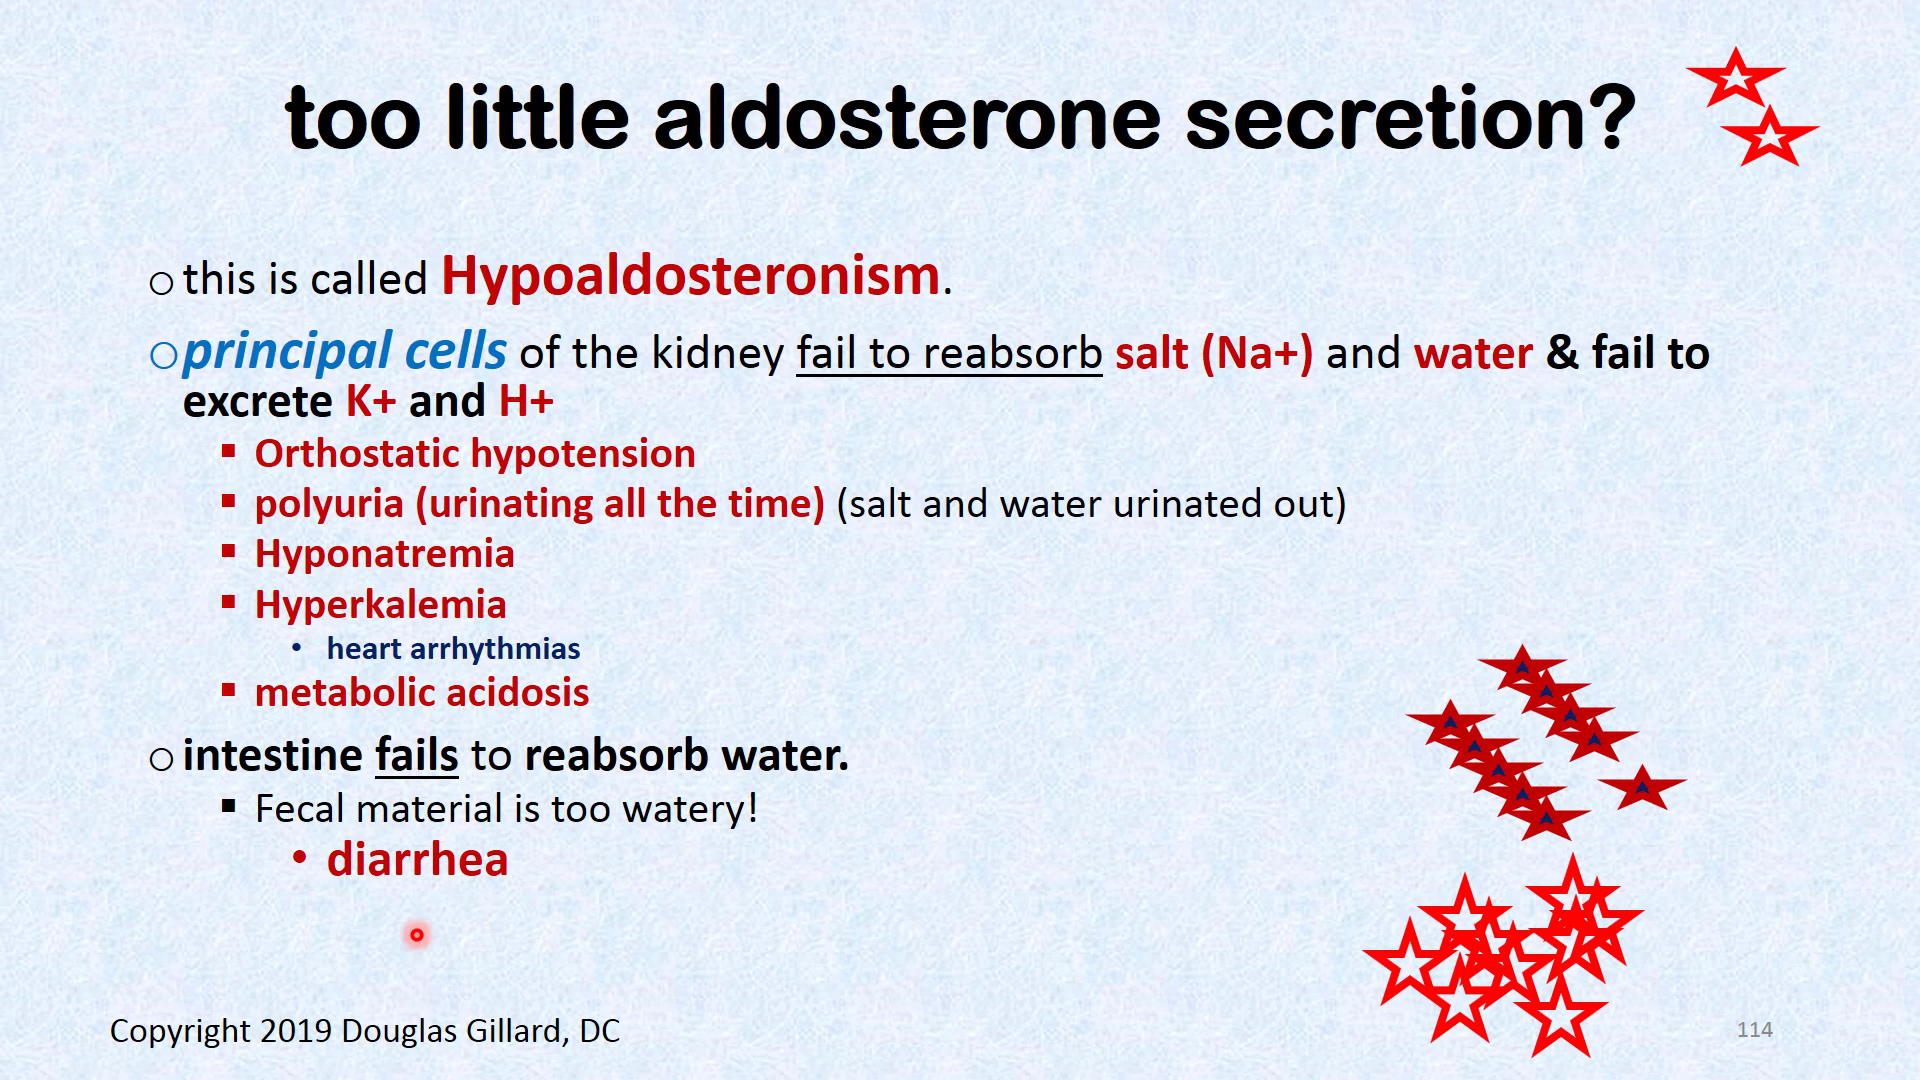 too little aldosterone secretion?
this is called Hypoaldosteronism.
principal cells of the kidney fail to reabsorb salt (Na+) and water & fail to
excrete K+ and H+
Orthostatic hypotension
polyuria (urinating all the time) (salt and water urinated out)
Hyponatremia
Hyperkalemia
heart arrhythmias
metabolic acidosis
intestine fails to reabsorb water.
Fecal material is too watery!
diarrhea
Copyright 2019 Douglas Gillard, DC
114